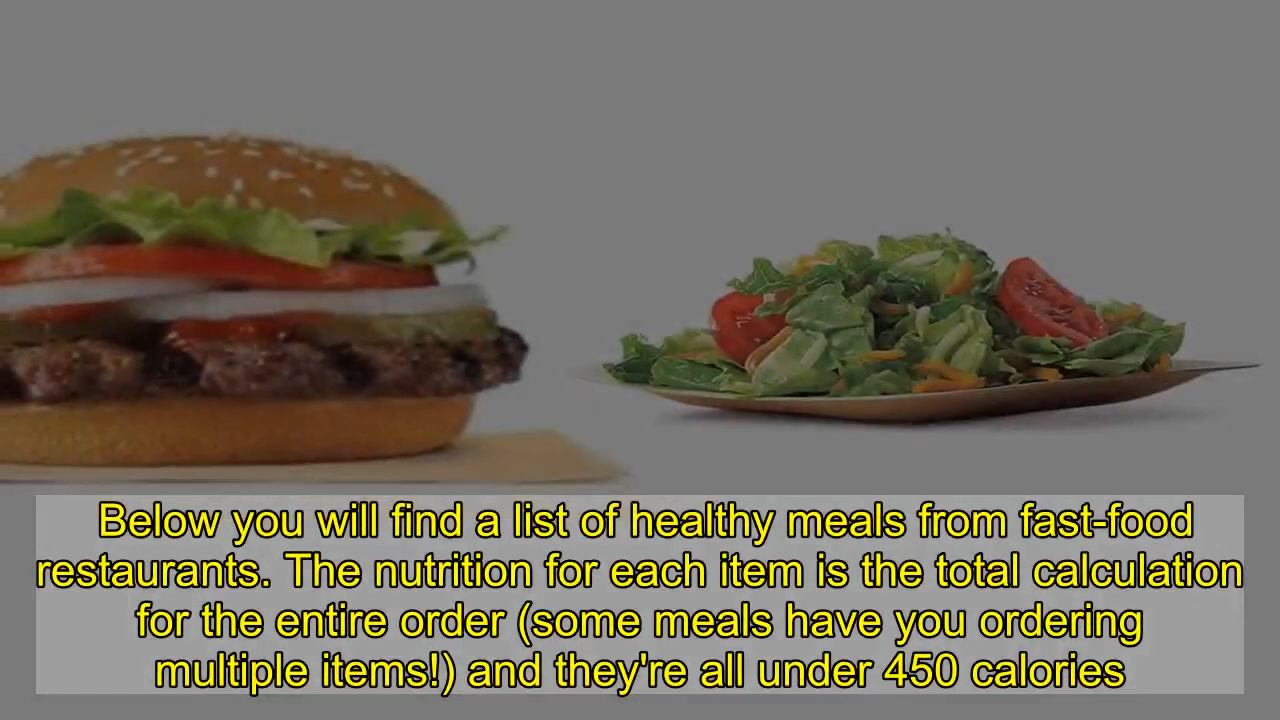 Below you will find a list of healthy meals from fast-food
restaurants. The nutrition for each item is the total calculation
for the entire order (some meals have you ordering
multiple items!) and they're all under 450 calories